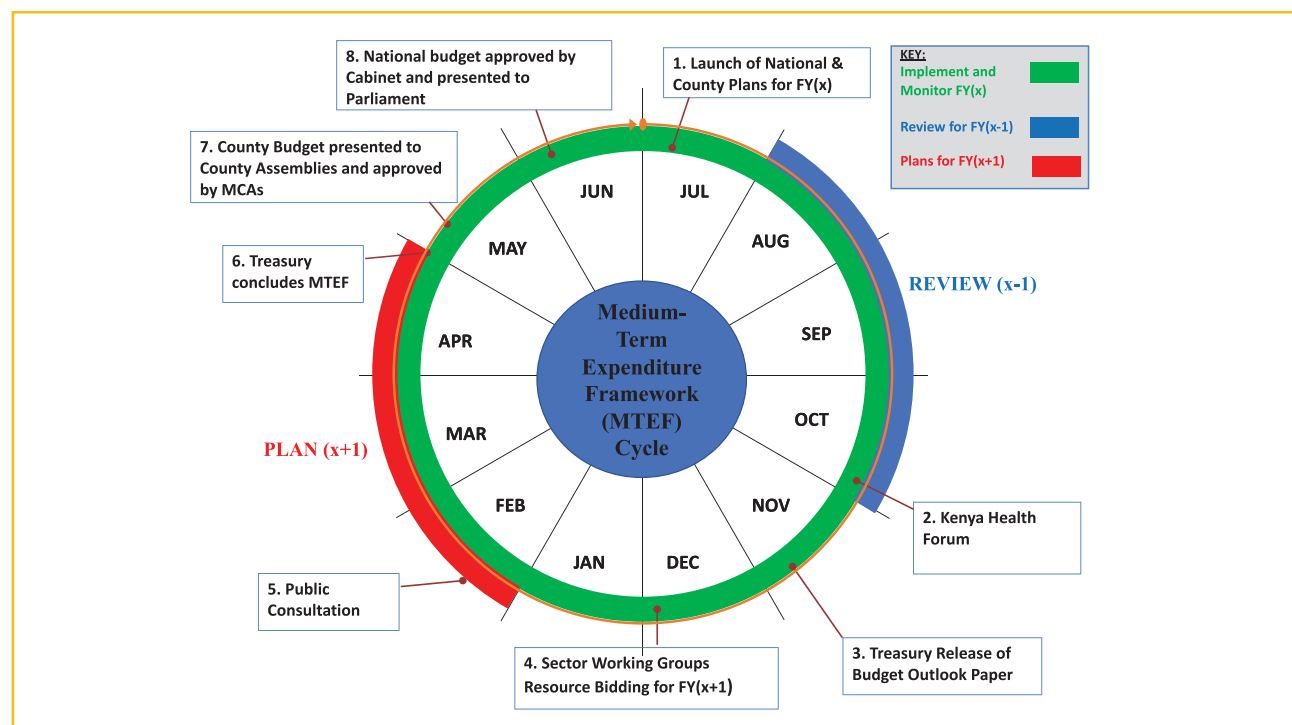 8. National budget approved by
Cabinet and presented to
Parliament
1. Launch of National &
County Plans for FY(x)
KEY:
Implement and
Monitor FY(x)
Review for FY(x-1)
Plans for FY(x+1)
7. County Budget presented to
County Assemblies and approved
by MCAs
6. Treasury
concludes MTEF
JUN
JUL
MAY
AUG
REVIEW (x-1)
APR
SEP
Medium-
Term
Expenditure
Framework
(MTEF)
Cycle
MAR
OCT
PLAN (x+1)
FEB
NOV
JAN
DEC
2. Kenya Health
Forum
5. Public
Consultation
3. Treasury Release of
Budget Outlook Paper
4. Sector Working Groups
Resource Bidding for FY(x+1)